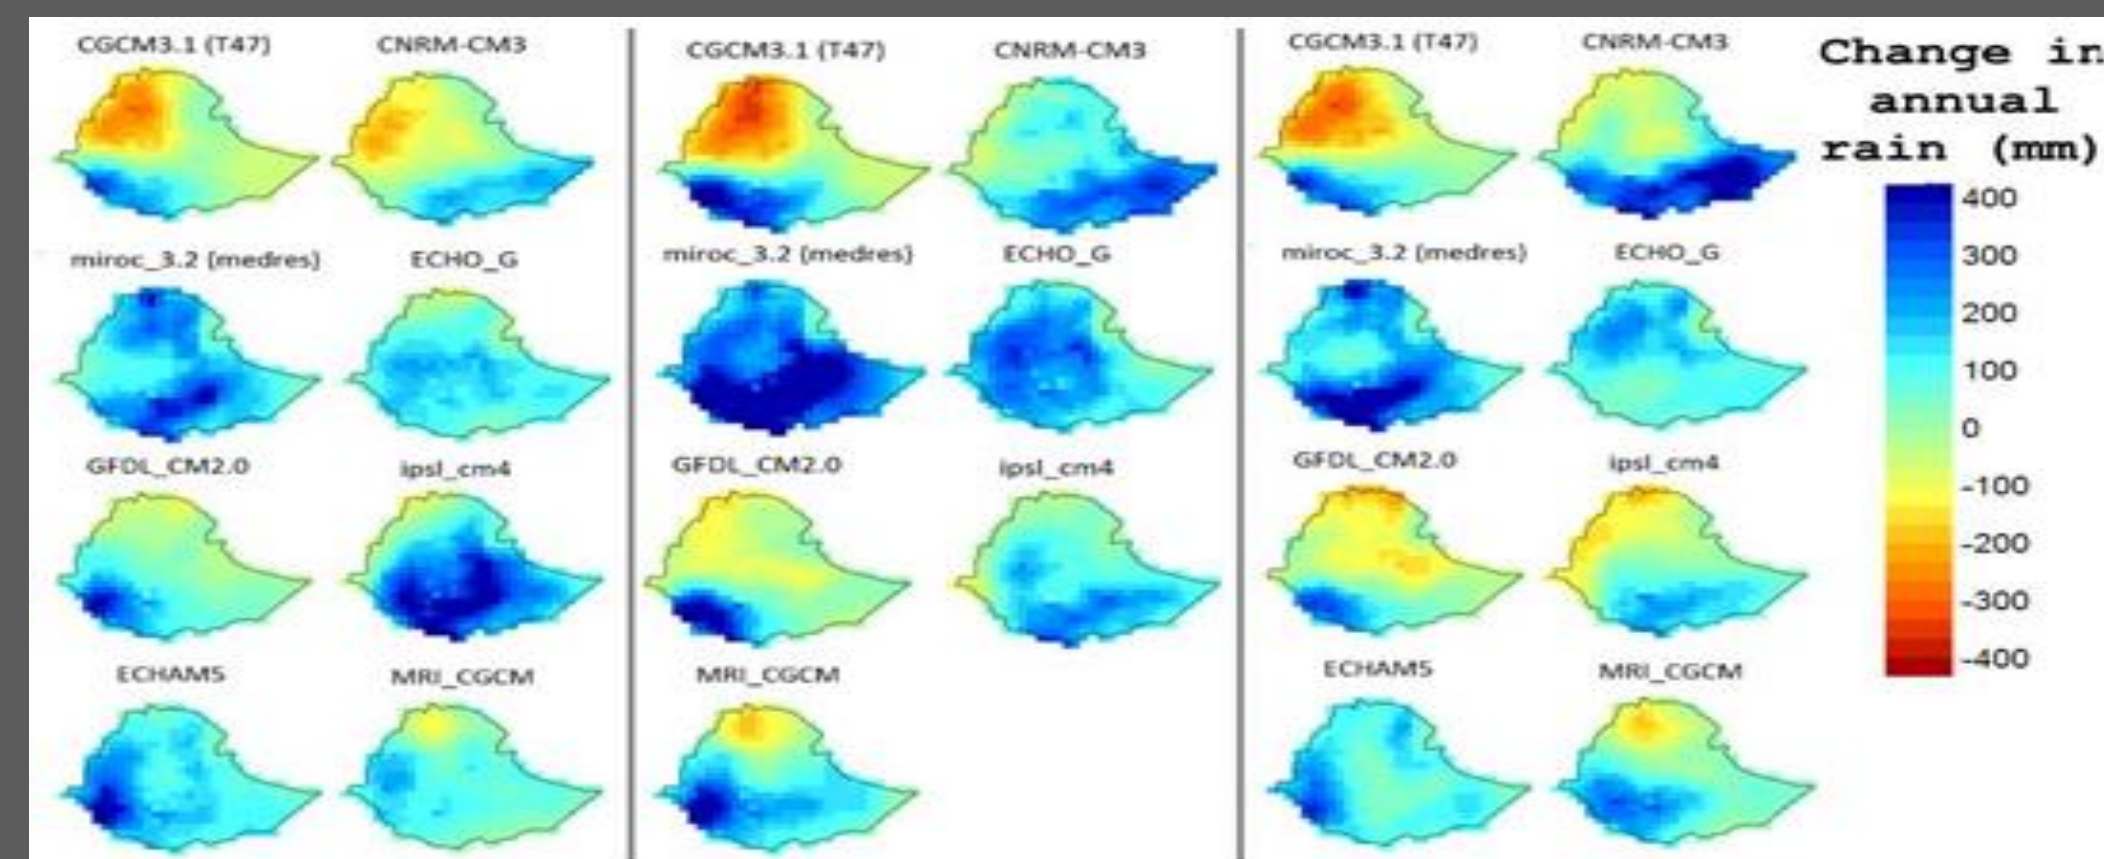 CGCM3.1 (T47)
CNRM-CM3
miroc_3.2 (medres)
ECHO_G
GFDL_CM2.0
ipsl_cm4
ECHAM5
MRI_CGCM
CGCM3.1 (T47)
CNRM-CM3
miroc_3.2 (medres)
ECHO_G
GFDL_CM2.0
ipsl_cm4
MRI_CGCM
CGCM3.1 (T47)
CNRM-CM3
miroc_3.2 (medres)
ECHO_G
GFDL_CM2.0
ipsl_cm4
ECHAM5
MRI_CGCM
Change in
annual
rain (mm)
400
300
200
100
0
-100
-200
-300
-400